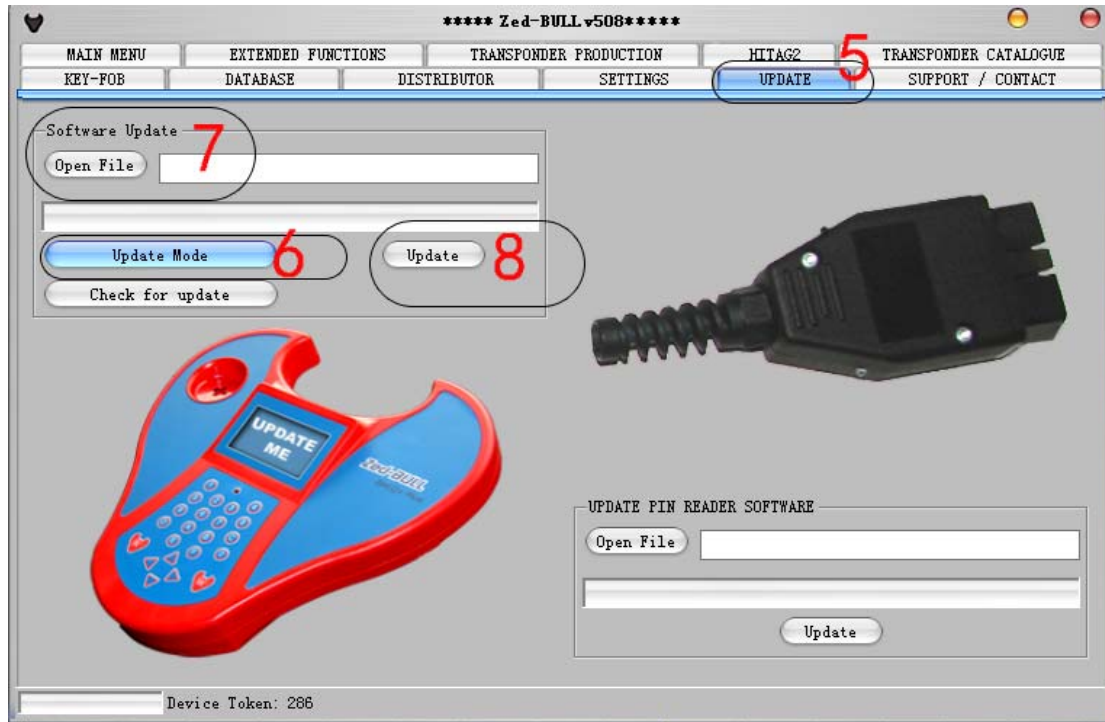 ***** Zed-BULL v508*****
MAIN MENU EXTENDED FUNCTIONS TRANSPONDER PRODUCTION HITAG2 TRANSPONDER CATALOGUE
5
KEY-FOB DATABASE DISTRIBUTOR SETTINGS UPDATE SUPPORT / CONTACT
Software Update
7
Open File
Update Mode
6
Update
8
Check for update
UPDATE
ME
Zed-BULL
UPDATE PIN READER SOFTWARE
Open File
Update
Device Token: 286